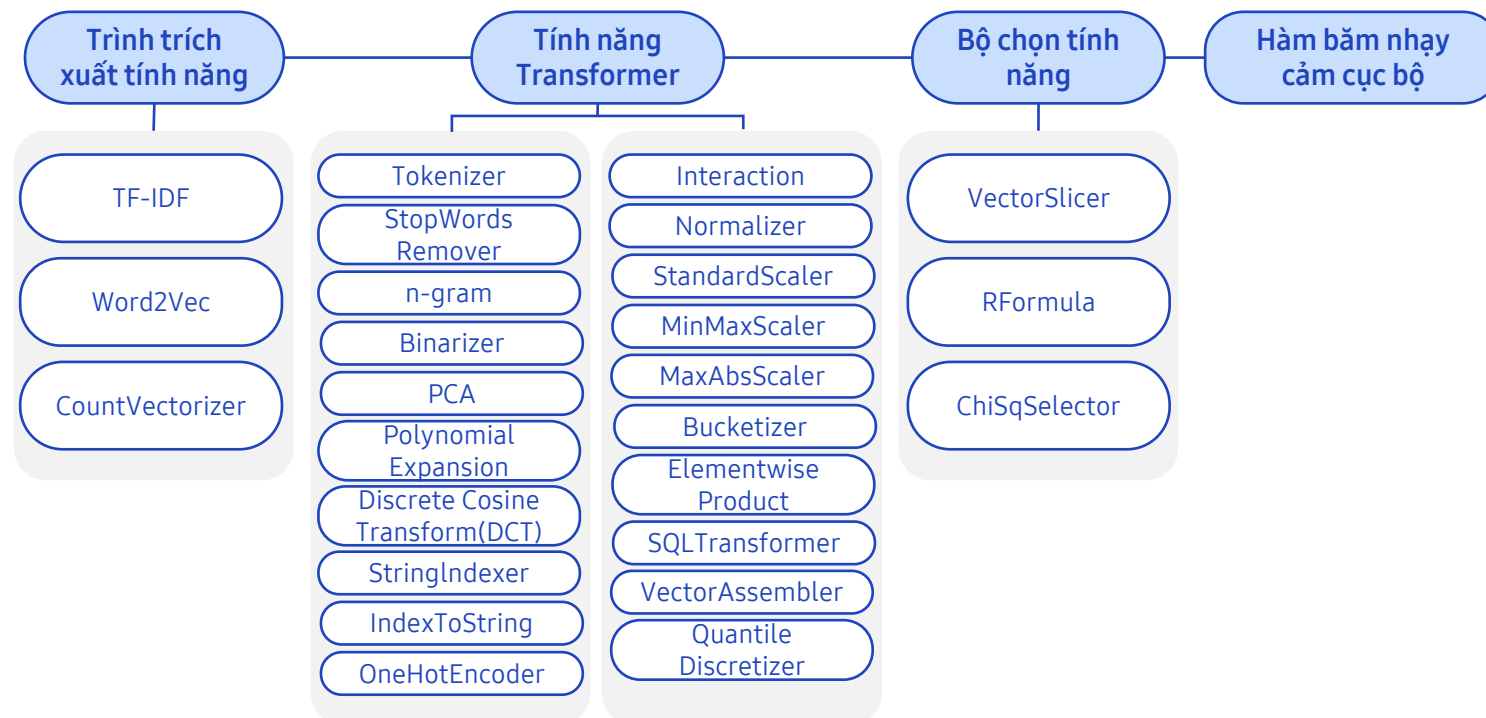 Trình trích
xuất tính năng
Tính năng
Transformer
Bộ chọn tính
năng
Hàm băm nhạy
cảm cục bộ
TF-IDF
Word2Vec
CountVectorizer
Tokenizer
StopWords
Remover
n-gram
Binarizer
PCA
Polynomial
Expansion
Discrete Cosine
Transform(DCT)
StringlIndexer
IndexToString
OneHotEncoder
Interaction
Normalizer
StandardScaler
MinMaxScaler
MaxAbsScaler
Bucketizer
Elementwise
Product
SQLTransformer
VectorAssembler
Quantile
Discretizer
VectorSlicer
RFormula
ChiSqSelector